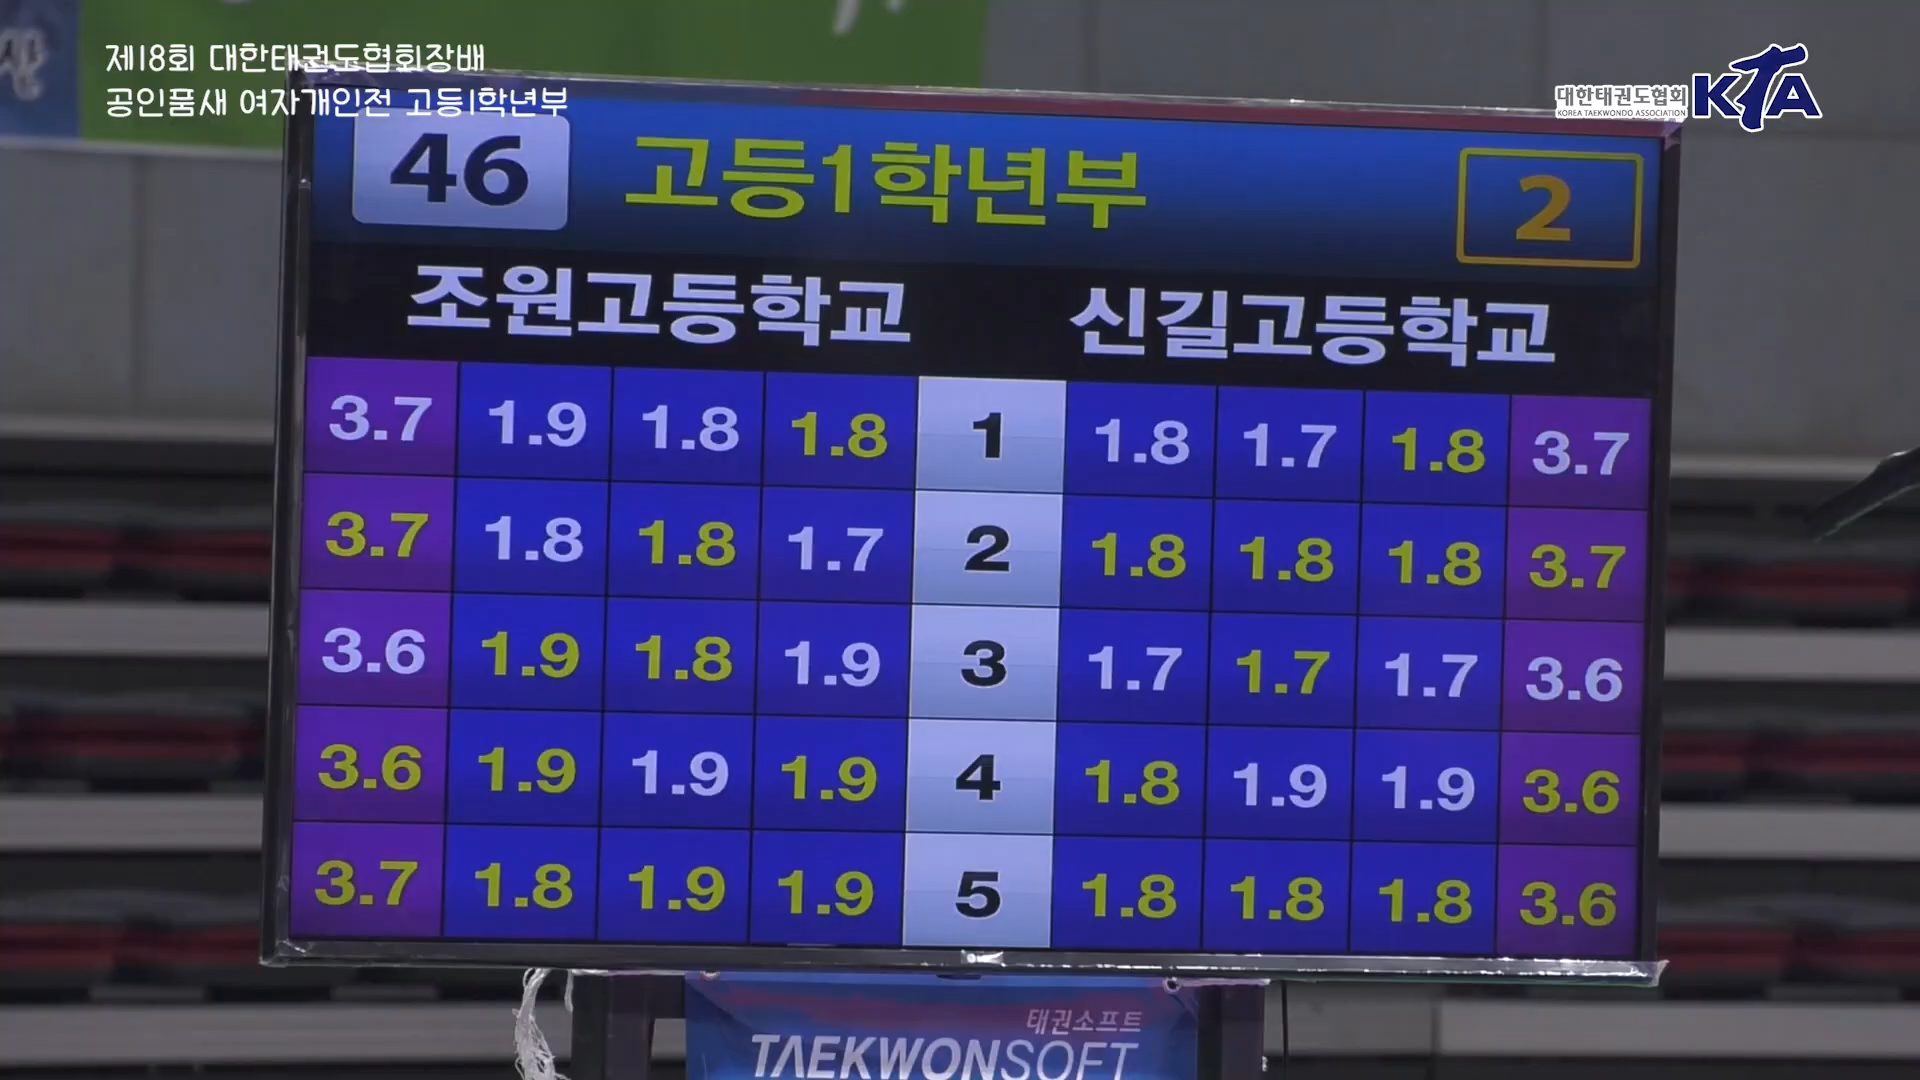 제18회 대한태권도협회장배
공인품새 여자개인전 고등1학년부
대한태권도협회
KOREA TAEKWONDO ASSOCIATION
KTA
46 고등1학년부 2
조원고등학교 신길고등학교
3.7 1.9 1.8 1.8 1 1.8 1.7 1.8 3.7
3.7 1.8 1.8 1.7 2 1.8 1.8 1.8 3.7
3.6 1.9 1.8 1.9 3 1.7 1.7 1.7 3.6
3.6 1.9 1.9 1.9 4 1.8 1.9 1.9 3.6
3.7 1.8 1.9 1.9 5 1.8 1.8 1.8 3.6
태권소프트
TAEKWONSOFT